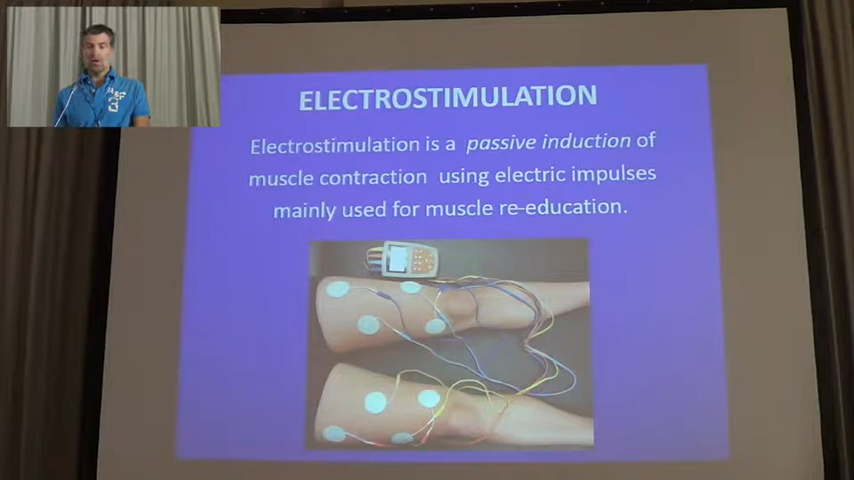 ELECTROSTIMULATION
Electrostimulation is a passive induction of
muscle contraction using electric impulses
mainly used for muscle re-education.